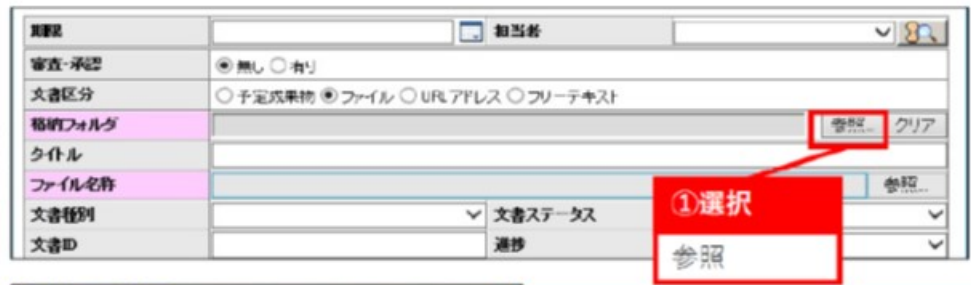 期限 担当者
審査・承認 無し 有り
文書区分 予定成果物 ファイル URLアドレス フリーテキスト
格納フォルダ 参照... クリア
タイトル
ファイル名称 参照...
文書種別 文書ステータス
文書ID 進捗
①選択
参照